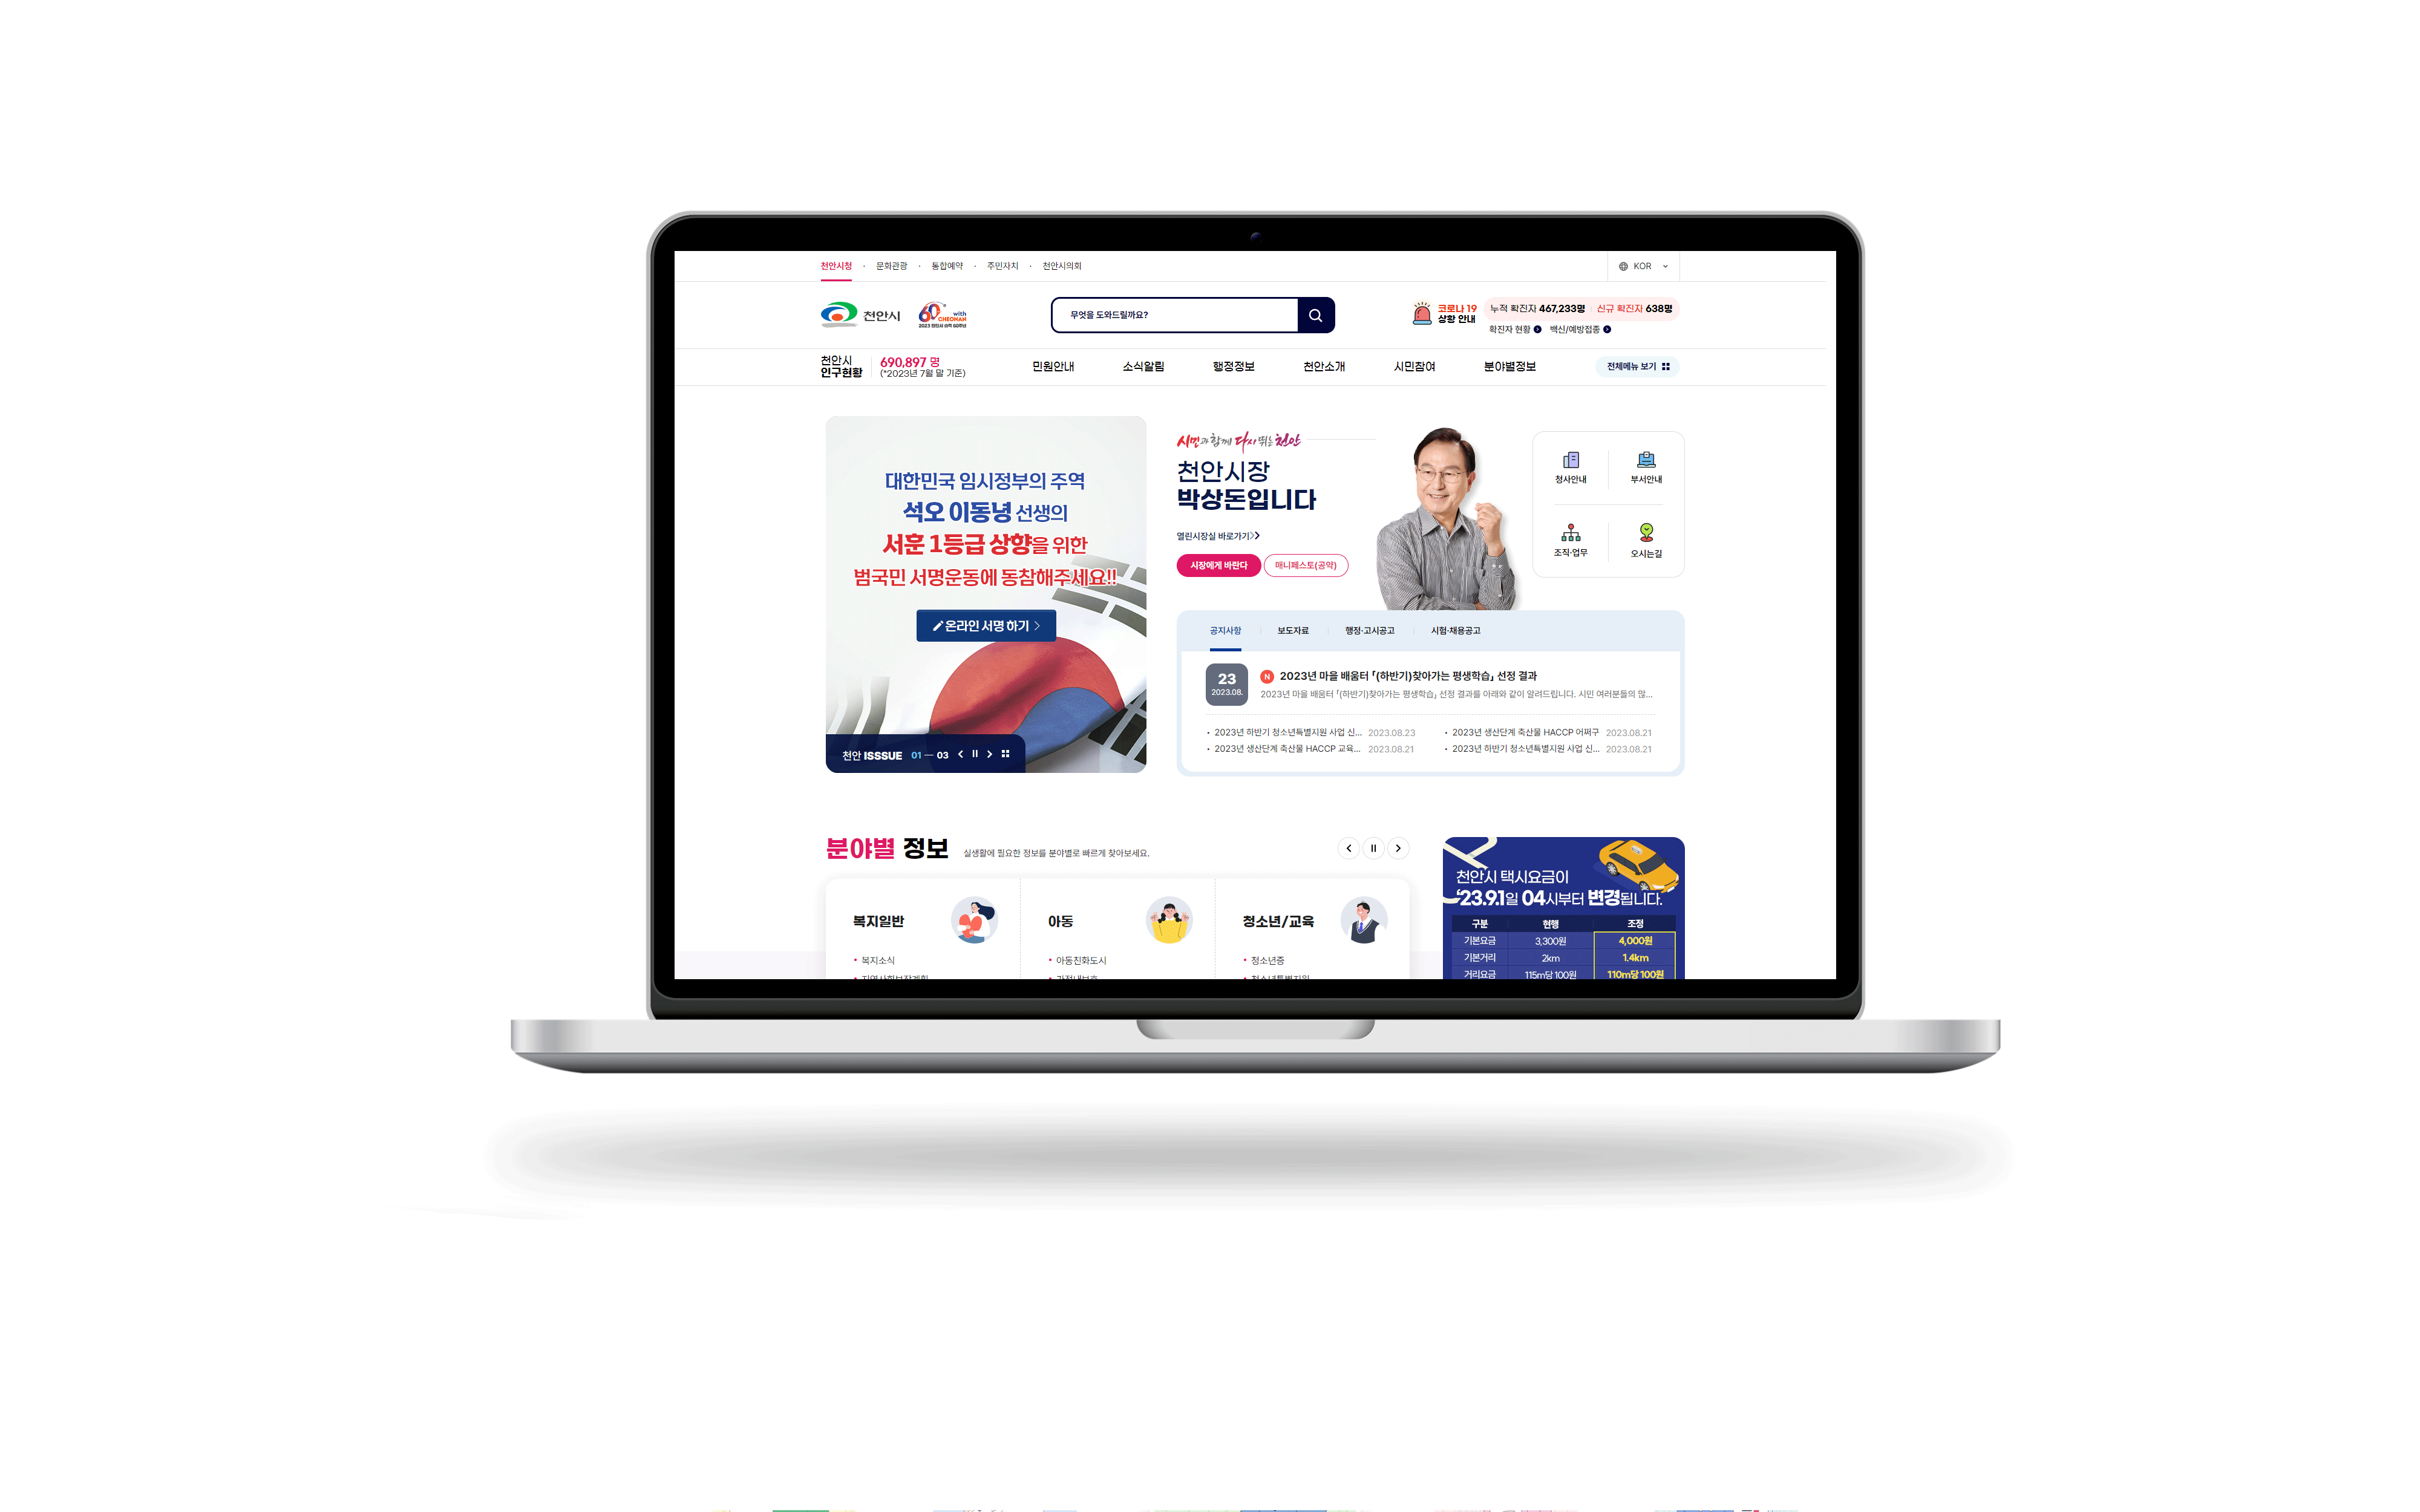 천안시청 · 문화관광 · 통합예약 · 주민자치 · 천안시의회
KOR
천안시
60 with CHEONAN
2023 천안시 시작 60주년
무엇을 도와드릴까요?
코로나 19
상황 안내
누적 확진자 467,233명 신규 확진자 638명
확진자 현황 백신/예방접종
천안시
인구현황
690,897 명
(*2023년 7월 말 기준)
민원안내 소식알림 행정정보 천안소개 시민참여 분야별정보
전체메뉴 보기
대한민국 임시정부의 주역
석오 이동녕 선생의
서훈 1등급 상향을 위한
범국민 서명운동에 동참해주세요!!
온라인 서명 하기
천안 ISSSUE 01 — 03
시민과 함께 다시 뛰는 천안
천안시장
박상돈입니다
열린시장실 바로가기
시장에게 바란다 매니페스토(공약)
청사안내 부서안내
조직·업무 오시는길
공지사항 보도자료 행정·고시공고 시험·채용공고
23
2023.08.
N 2023년 마을 배움터 「(하반기)찾아가는 평생학습」 선정 결과
2023년 마을 배움터 「(하반기)찾아가는 평생학습」 선정 결과를 아래와 같이 알려드립니다. 시민 여러분들의 많...
· 2023년 하반기 청소년특별지원 사업 신... 2023.08.23
· 2023년 생산단계 축산물 HACCP 어쩌구 2023.08.21
· 2023년 생산단계 축산물 HACCP 교육... 2023.08.21
· 2023년 하반기 청소년특별지원 사업 신... 2023.08.21
분야별 정보
실생활에 필요한 정보를 분야별로 빠르게 찾아보세요.
복지일반 아동 청소년/교육
복지소식 아동친화도시 청소년증
천안시 택시요금이
'23.9.1일 04시부터 변경됩니다.
구분 현행 조정
기본요금 3,300원 4,000원
기본거리 2km 1.4km
거리요금 115m당 100원 110m당 100원